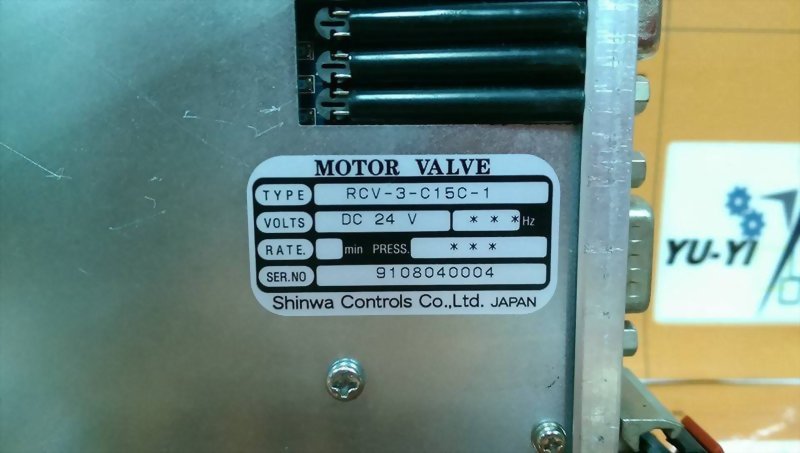 MOTOR VALVE
TYPE RCV-3-C15C-1
VOLTS DC 24 V ***Hz
RATE. min PRESS. ***
SER.NO 9108040004
Shinwa Controls Co.,Ltd. JAPAN
YU-YI